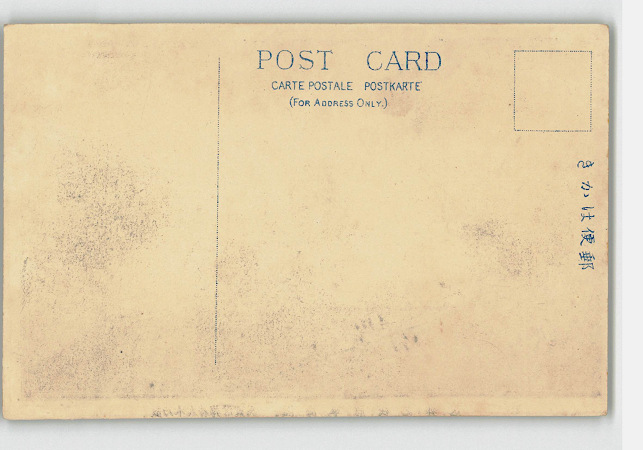 POST CARD
CARTE POSTALE POSTKARTE
(FOR ADDRESS ONLY.)
きかは便郵